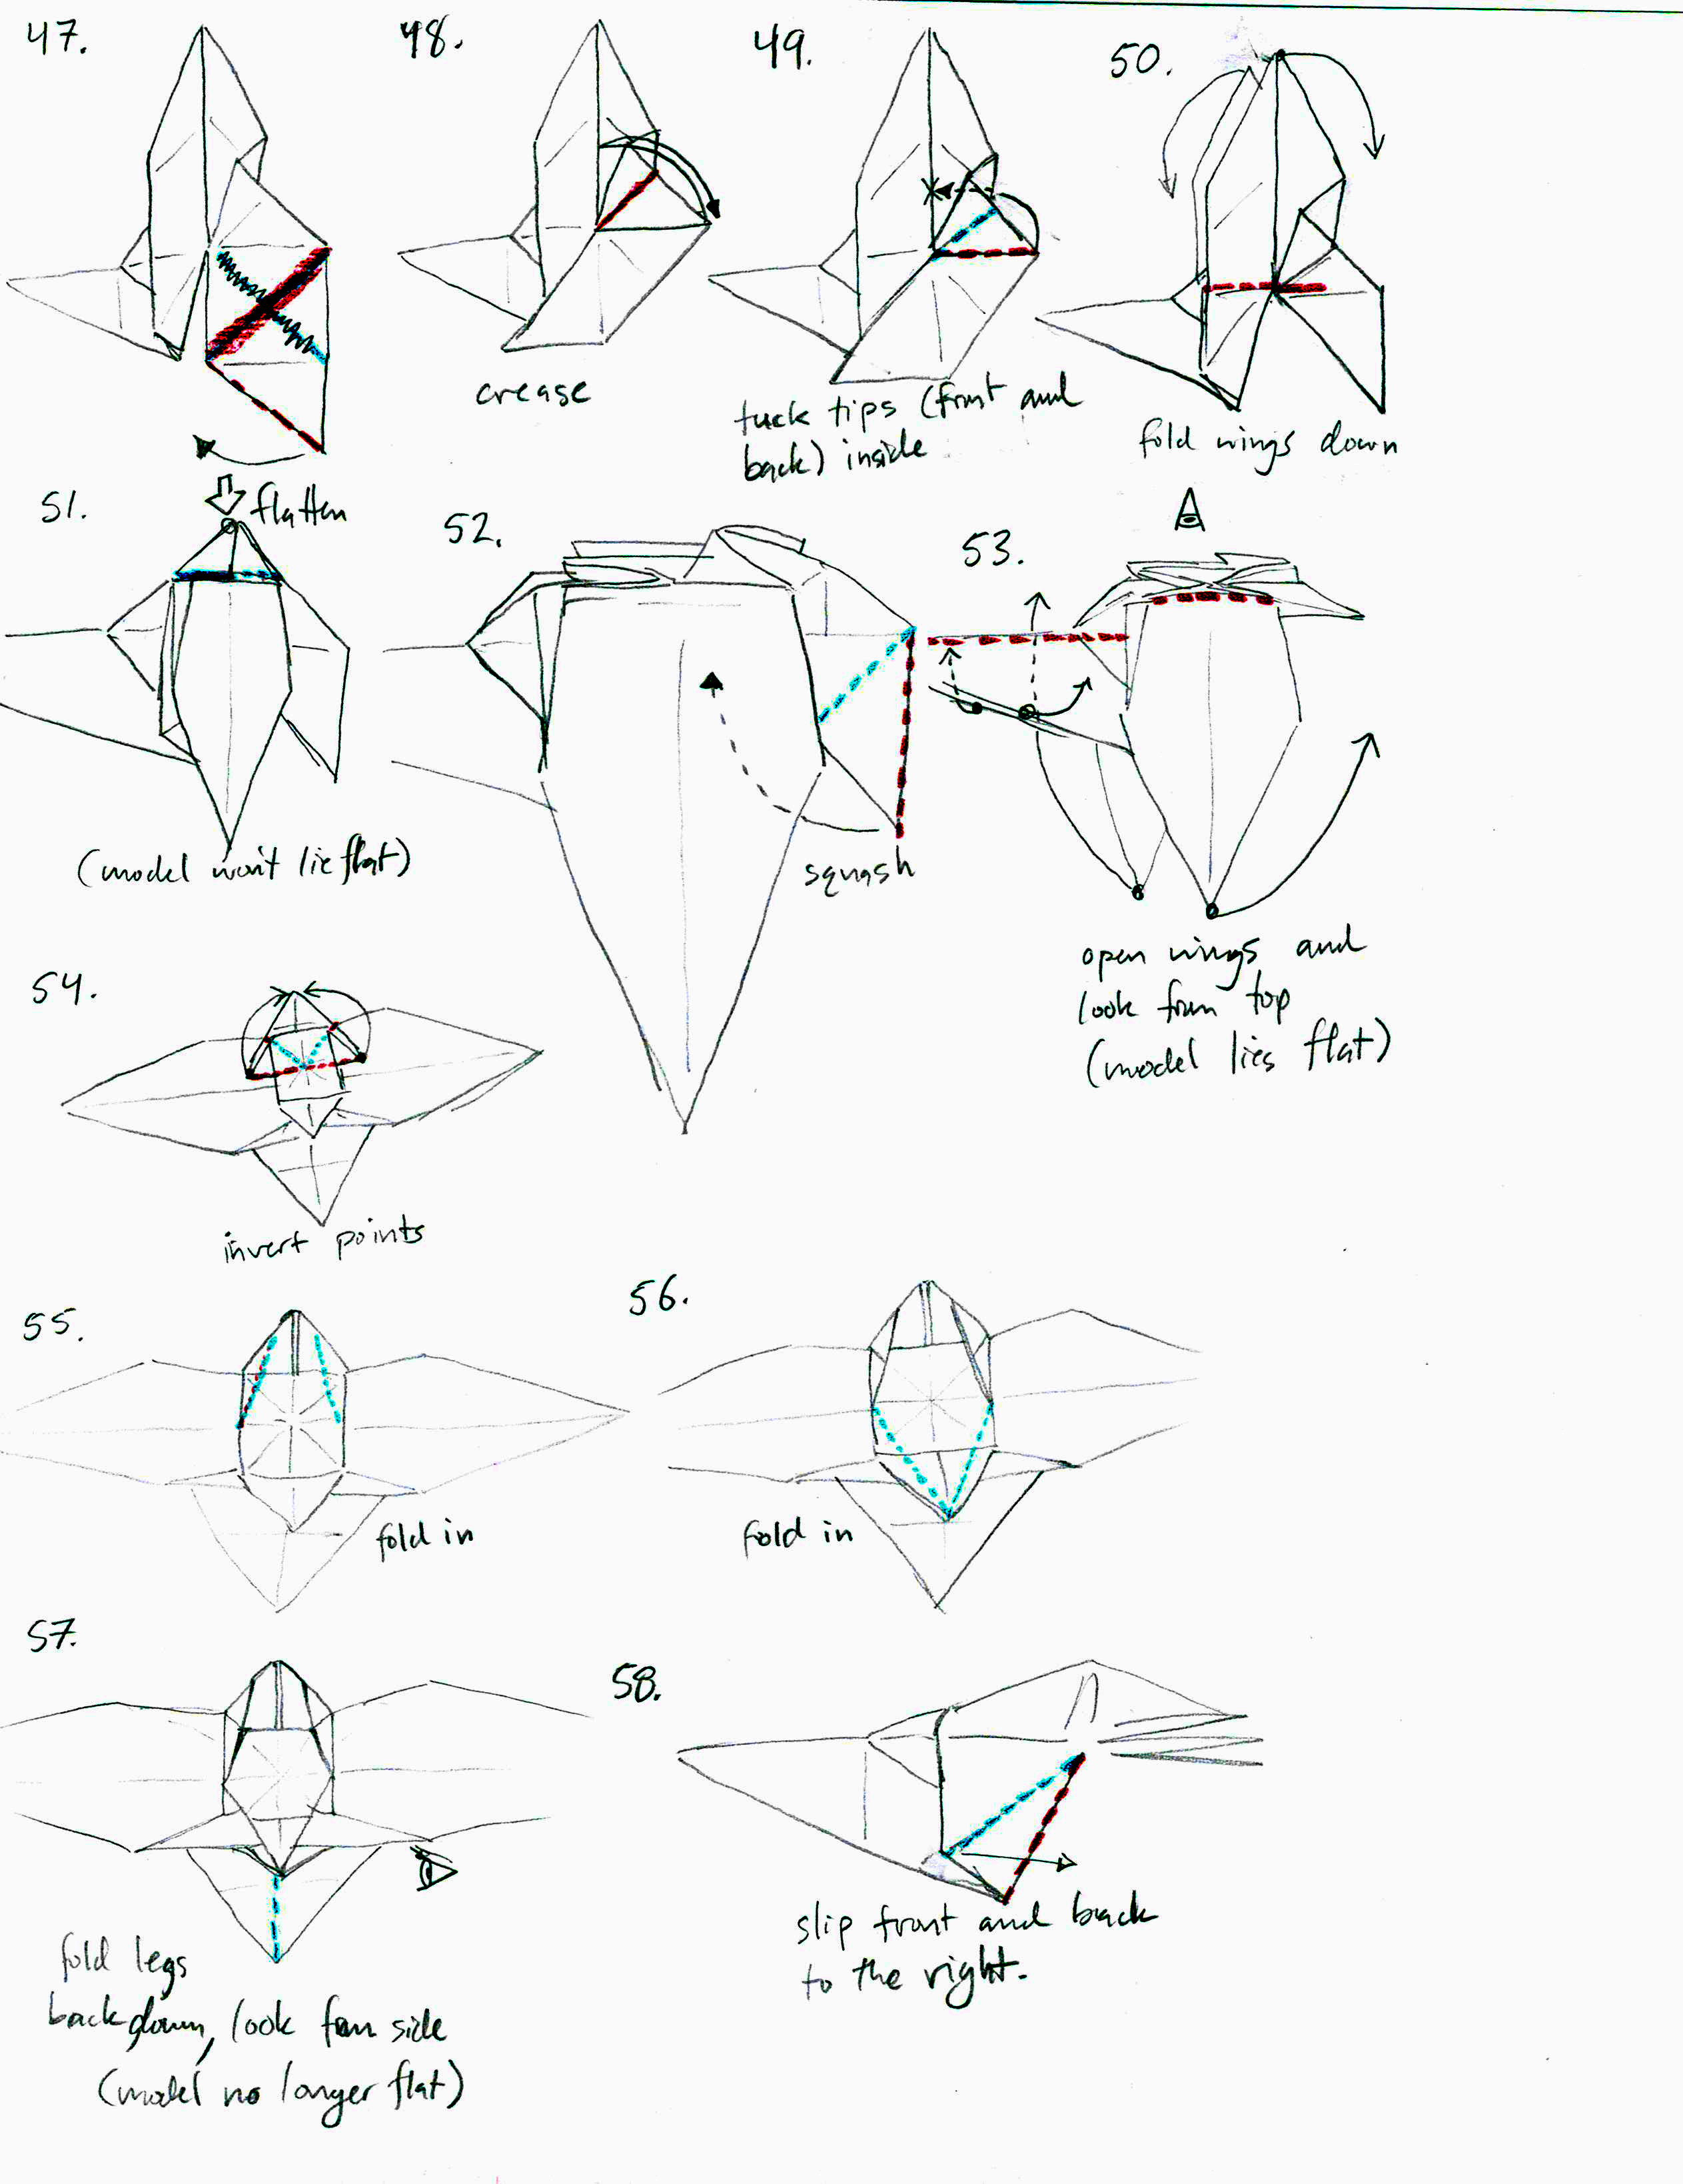 47.
48.
crease
49.
tuck tips (front and
back) inside
50.
fold wings down
51.
flatten
(model won't lie flat)
52.
squash
53.
open wings and
look from top
(model lies flat)
54.
invert points
55.
fold in
56.
fold in
57.
fold legs
back down, look from side
(model no longer flat)
58.
slip front and back
to the right.